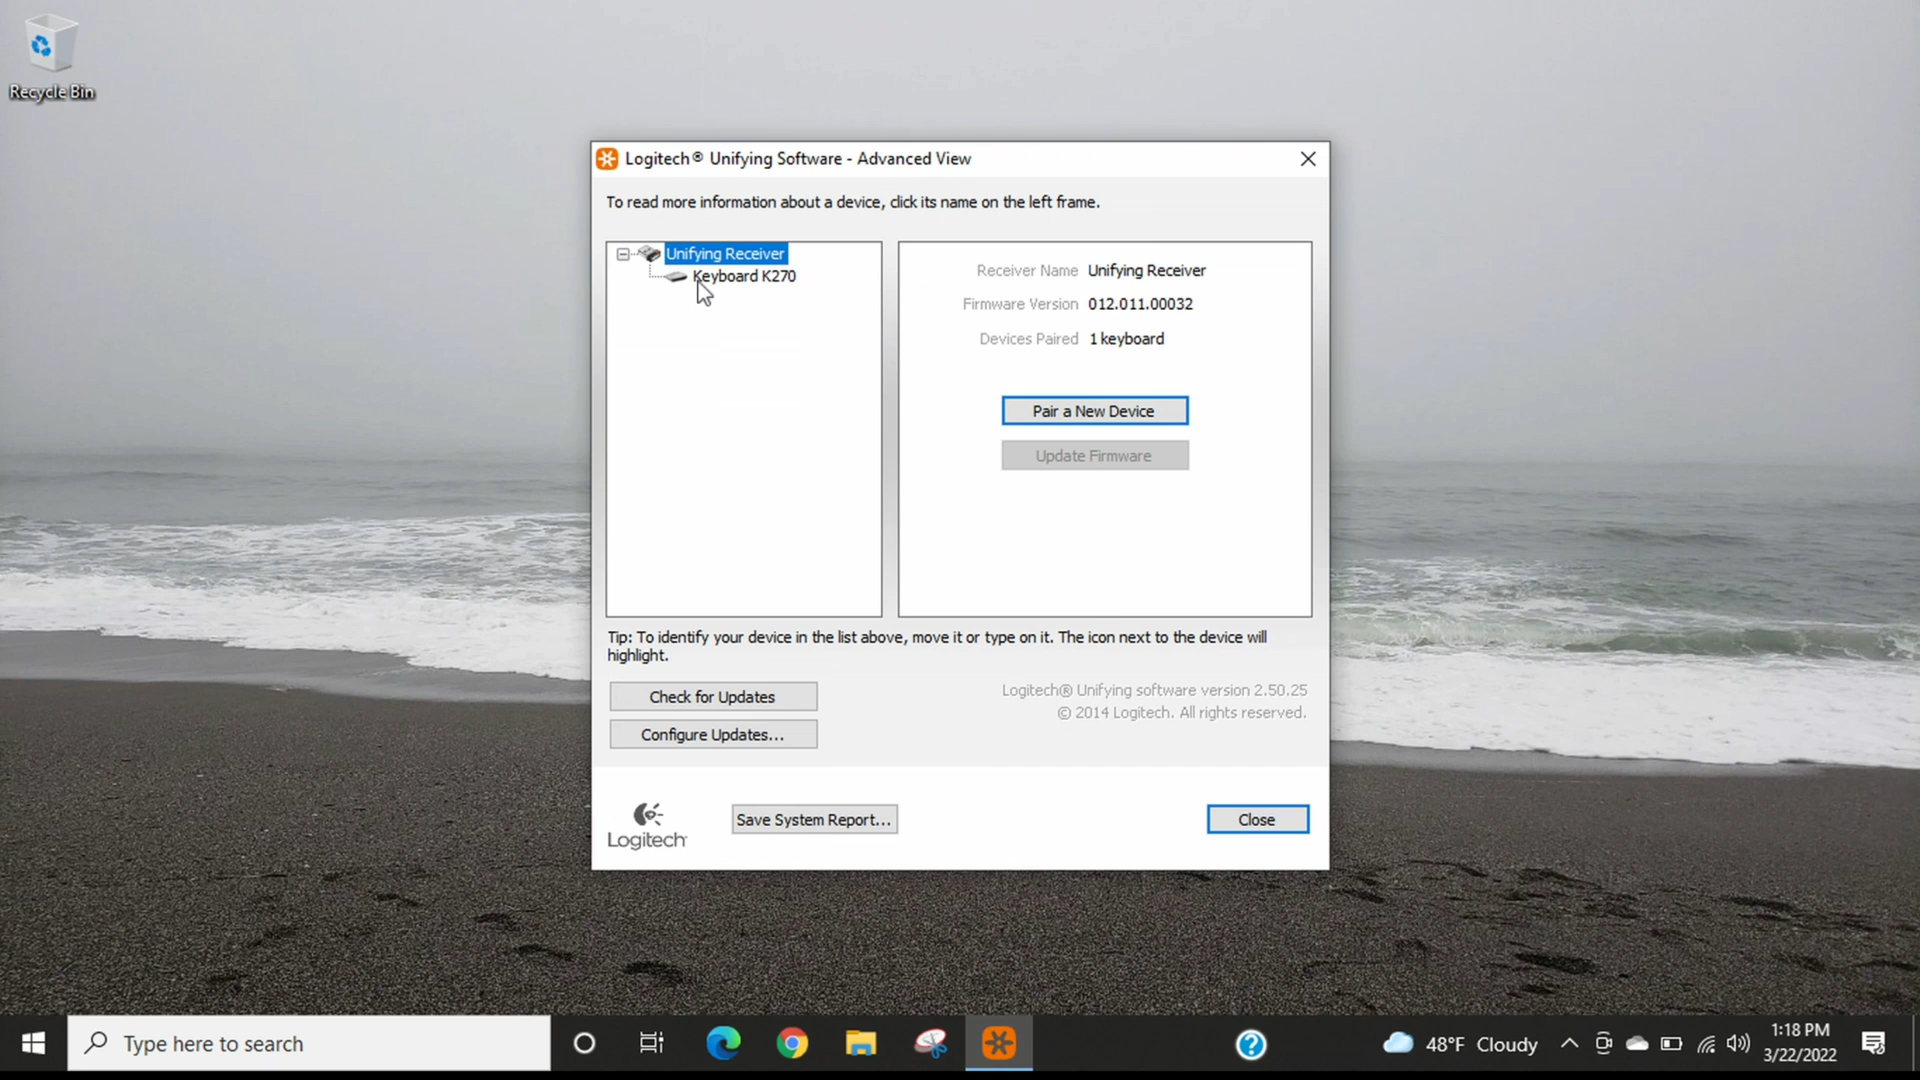 Recycle Bin
Logitech® Unifying Software - Advanced View
To read more information about a device, click its name on the left frame.
Unifying Receiver
Keyboard K270
Receiver Name Unifying Receiver
Firmware Version 012.011.00032
Devices Paired 1 keyboard
Pair a New Device
Update Firmware
Tip: To identify your device in the list above, move it or type on it. The icon next to the device will
highlight.
Check for Updates
Configure Updates...
Logitech® Unifying software version 2.50.25
© 2014 Logitech. All rights reserved.
Logitech
Save System Report...
Close
Type here to search
48°F Cloudy
1:18 PM
3/22/2022